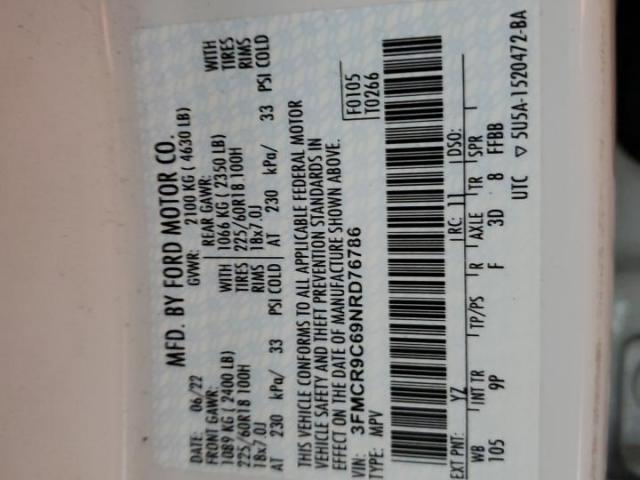 MFD. BY FORD MOTOR CO.
DATE: 06/22 GVWR: 2100 KG ( 4630 LB)
FRONT GAWR: REAR GAWR:
1089 KG ( 2400 LB) WITH 1066 KG ( 2350 LB) WITH
225/60R18 100H TIRES 225/60R18 100H TIRES
18x7.0J RIMS 18x7.0J RIMS
AT 230 kPa/ 33 PSI COLD AT 230 kPa/ 33 PSI COLD
THIS VEHICLE CONFORMS TO ALL APPLICABLE FEDERAL MOTOR
VEHICLE SAFETY AND THEFT PREVENTION STANDARDS IN
EFFECT ON THE DATE OF MANUFACTURE SHOWN ABOVE.
VIN: 3FMCR9C69NRD76786 F0105
TYPE: MPV T0266
EXT PNT: YZ RC: 11 DSO:
WB INT TR TP/PS R AXLE TR SPR
105 9P F 3D 8 FFBB
UTC ▽ 5U5A-1520472-BA